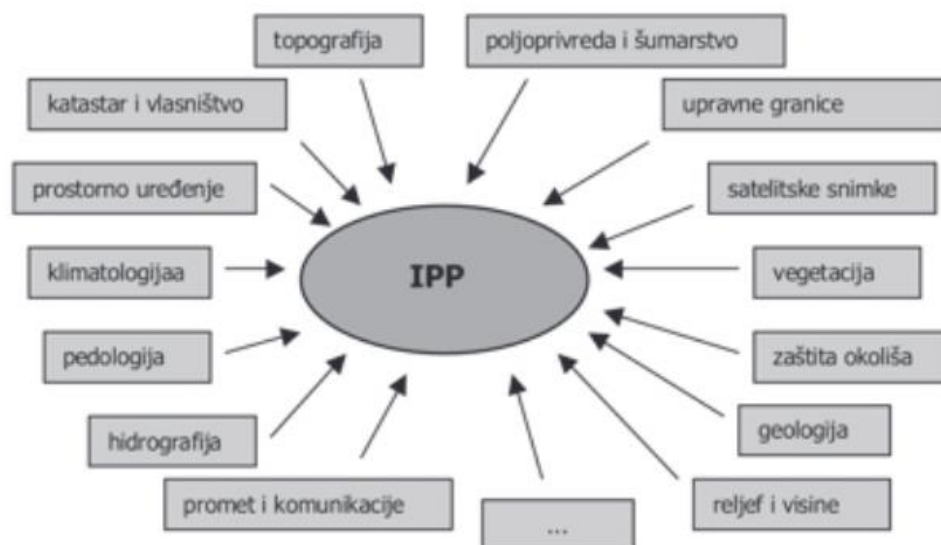 topografija
poljoprivreda i šumarstvo
katastar i vlasništvo
upravne granice
prostorno uređenje
satelitske snimke
klimatologijaa
IPP
vegetacija
pedologija
zaštita okoliša
hidrografija
geologija
promet i komunikacije
...
reljef i visine